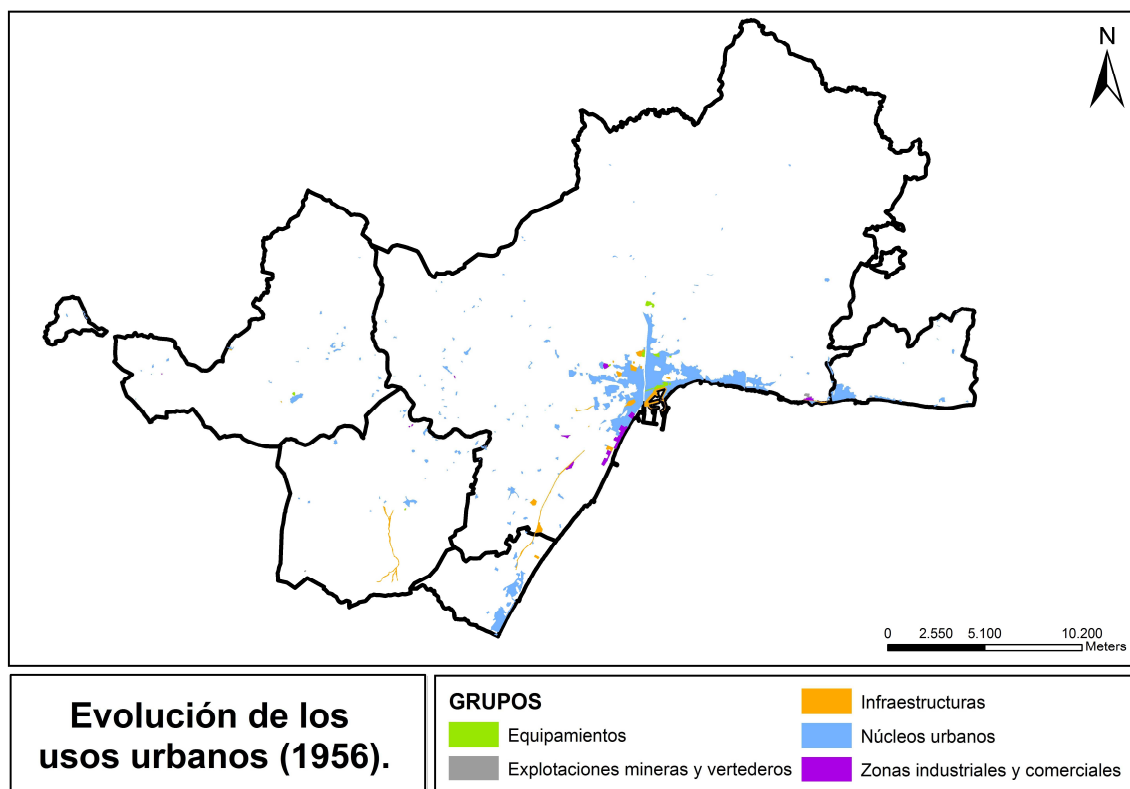 N
0 2.550 5.100 10.200
Meters
Evolución de los
usos urbanos (1956).
GRUPOS
Equipamientos
Explotaciones mineras y vertederos
Infraestructuras
Núcleos urbanos
Zonas industriales y comerciales